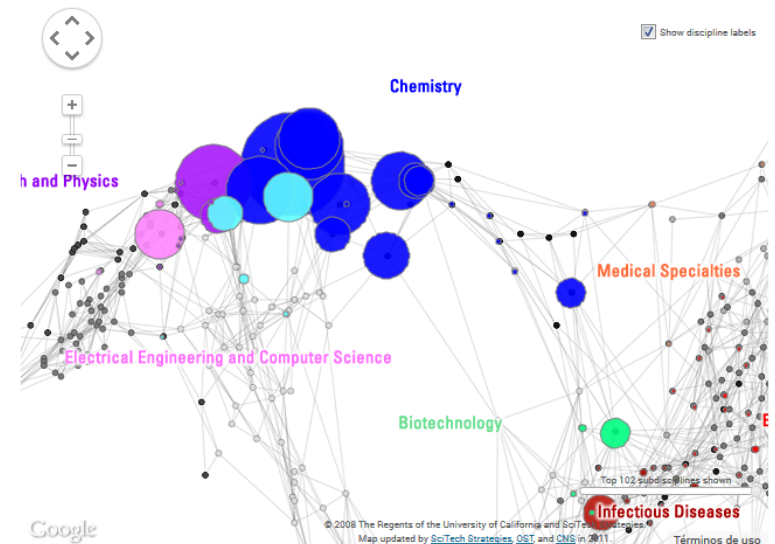 Show discipline labels
Chemistry
h and Physics
Medical Specialties
Electrical Engineering and Computer Science
Biotechnology
E
Top 102 subdisciplines shown
Infectious Diseases
Google
© 2008 The Regents of the University of California and SciTech Strategies.
Map updated by SciTech Strategies, OST, and CNS in 2011.
Términos de uso